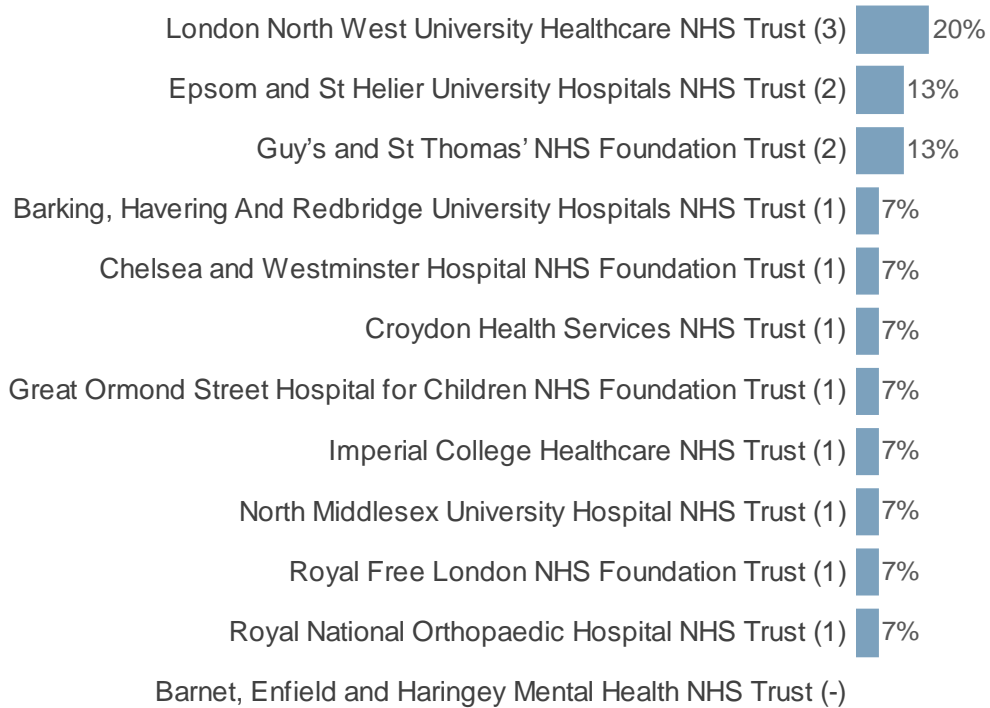 London North West University Healthcare NHS Trust (3) 20%
Epsom and St Helier University Hospitals NHS Trust (2) 13%
Guy’s and St Thomas’ NHS Foundation Trust (2) 13%
Barking, Havering And Redbridge University Hospitals NHS Trust (1) 7%
Chelsea and Westminster Hospital NHS Foundation Trust (1) 7%
Croydon Health Services NHS Trust (1) 7%
Great Ormond Street Hospital for Children NHS Foundation Trust (1) 7%
Imperial College Healthcare NHS Trust (1) 7%
North Middlesex University Hospital NHS Trust (1) 7%
Royal Free London NHS Foundation Trust (1) 7%
Royal National Orthopaedic Hospital NHS Trust (1) 7%
Barnet, Enfield and Haringey Mental Health NHS Trust (-)